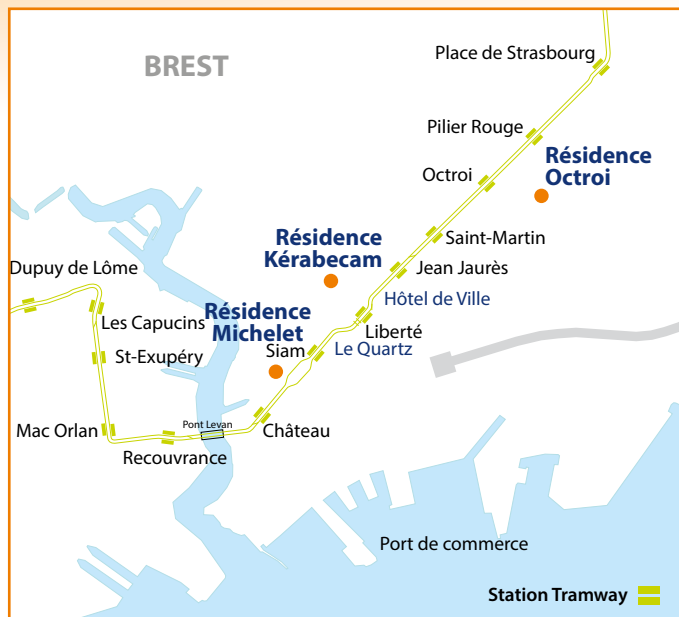 BREST
Place de Strasbourg
Pilier Rouge
Résidence
Octroi
Octroi
Saint-Martin
Résidence
Kérabecam
Jean Jaurès
Dupuy de Lôme
Hôtel de Ville
Résidence
Michelet
Les Capucins
Liberté
Siam
Le Quartz
St-Exupéry
Mac Orlan
Pont Levan
Château
Recouvrance
Port de commerce
Station Tramway